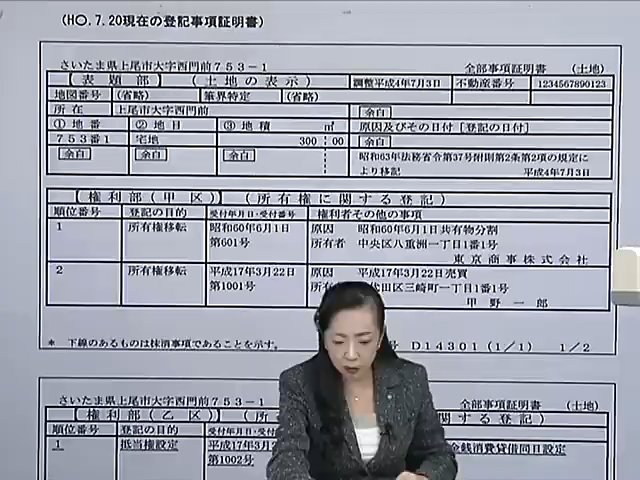 (H〇.7.20現在の登記事項証明書)
さいたま県上尾市大字西門前753-1 全部事項証明書 (土地)
【表題部】(土地の表示) 調整平成4年7月3日 不動産番号 1234567890123
地図番号 (省略) 筆界特定 (省略)
所在 上尾市大字西門前 余白
①地番 ②地目 ③地積 ㎡ 原因及びその日付[登記の日付]
753番1 宅地 300:00 余白
余白 余白 余白 昭和63年法務省令第37号附則第2条第2項の規定に
より移記 平成4年7月3日
【権利部(甲区)】(所有権に関する登記)
順位番号 登記の目的 受付年月日・受付番号 権利者その他の事項
1 所有権移転 昭和60年6月1日 原因 昭和60年6月1日共有物分割
第601号 所有者 中央区八重洲一丁目1番1号
東京商事株式会社
2 所有権移転 平成17年3月22日 原因 平成17年3月22日売買
第1001号 所有 代田区三崎町一丁目1番1号
甲野一郎
* 下線のあるものは抹消事項であることを示す。 号 D14301 (1/1) 1/2
さいたま県上尾市大字西門前753-1 全部事項証明書 (土地)
【権利部(乙区)】(所 関する登記)
順位番号 登記の目的 受付年月日・受付
1 抵当権設定 平成17年3月2 金銭消費貸借同日設定
第1002号